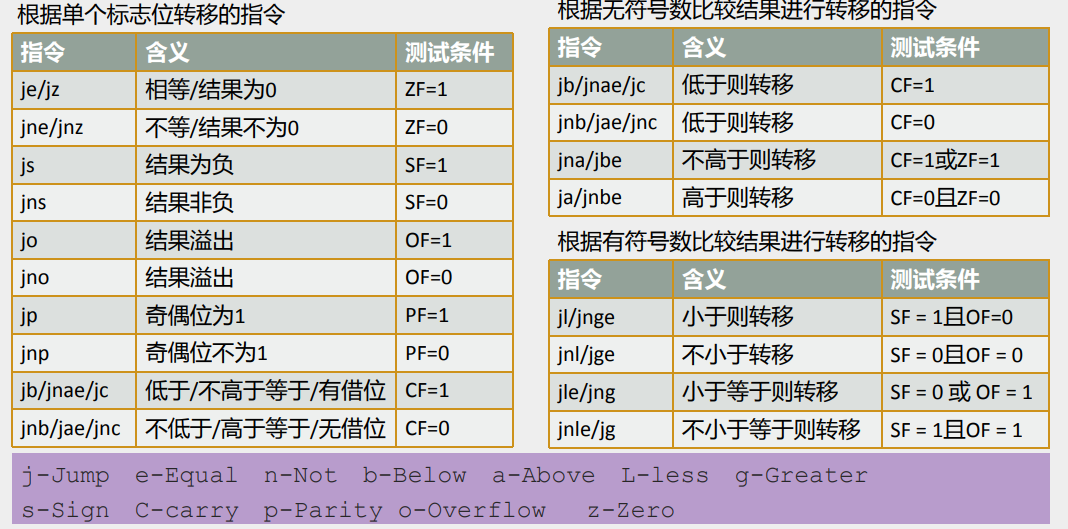 根据单个标志位转移的指令
指令 含义 测试条件
je/jz 相等/结果为0 ZF=1
jne/jnz 不等/结果不为0 ZF=0
js 结果为负 SF=1
jns 结果非负 SF=0
jo 结果溢出 OF=1
jno 结果溢出 OF=0
jp 奇偶位为1 PF=1
jnp 奇偶位不为1 PF=0
jb/jnae/jc 低于/不高于等于/有借位 CF=1
jnb/jae/jnc 不低于/高于等于/无借位 CF=0
根据无符号数比较结果进行转移的指令
指令 含义 测试条件
jb/jnae/jc 低于则转移 CF=1
jnb/jae/jnc 低于则转移 CF=0
jna/jbe 不高于则转移 CF=1或ZF=1
ja/jnbe 高于则转移 CF=0且ZF=0
根据有符号数比较结果进行转移的指令
指令 含义 测试条件
jl/jnge 小于则转移 SF = 1且OF=0
jnl/jge 不小于转移 SF = 0且OF = 0
jle/jng 小于等于则转移 SF = 0 或 OF = 1
jnle/jg 不小于等于则转移 SF = 1且OF = 1
j-Jump e-Equal n-Not b-Below a-Above L-less g-Greater
s-Sign C-carry p-Parity o-Overflow z-Zero